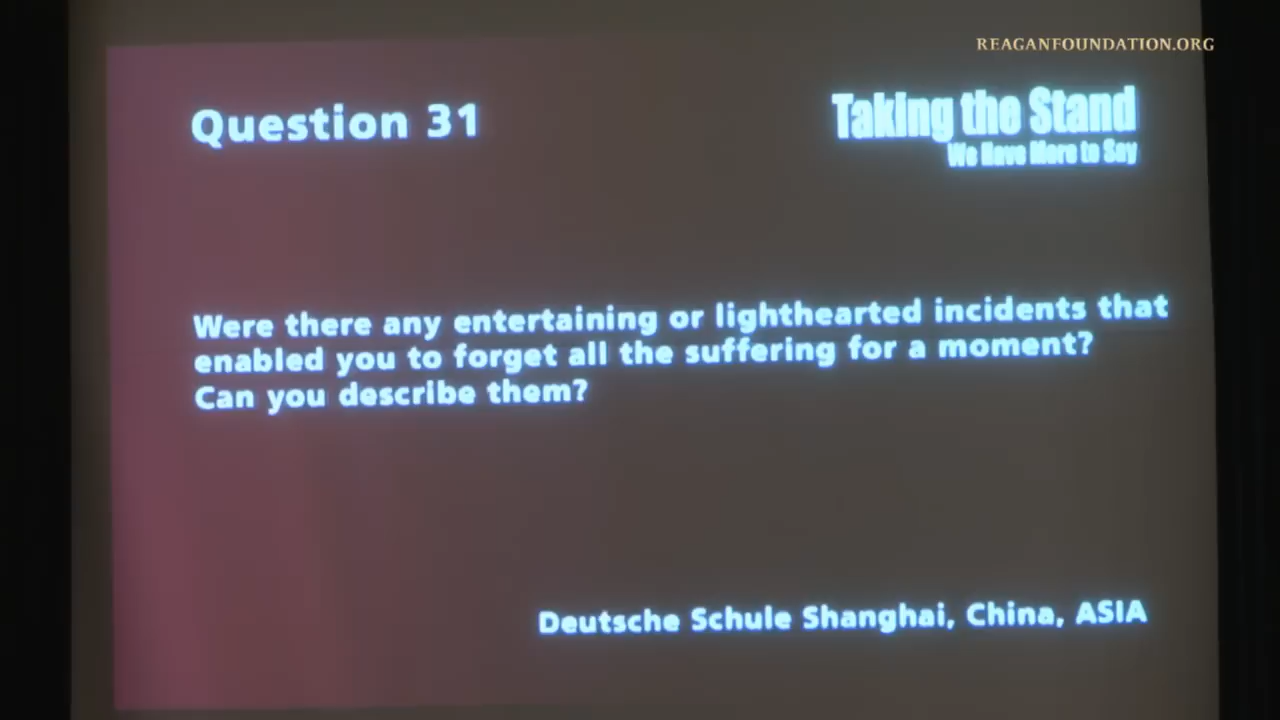 REAGANFOUNDATION.ORG
Question 31
Taking the Stand
We Have More to Say
Were there any entertaining or lighthearted incidents that
enabled you to forget all the suffering for a moment?
Can you describe them?
Deutsche Schule Shanghai, China, ASIA